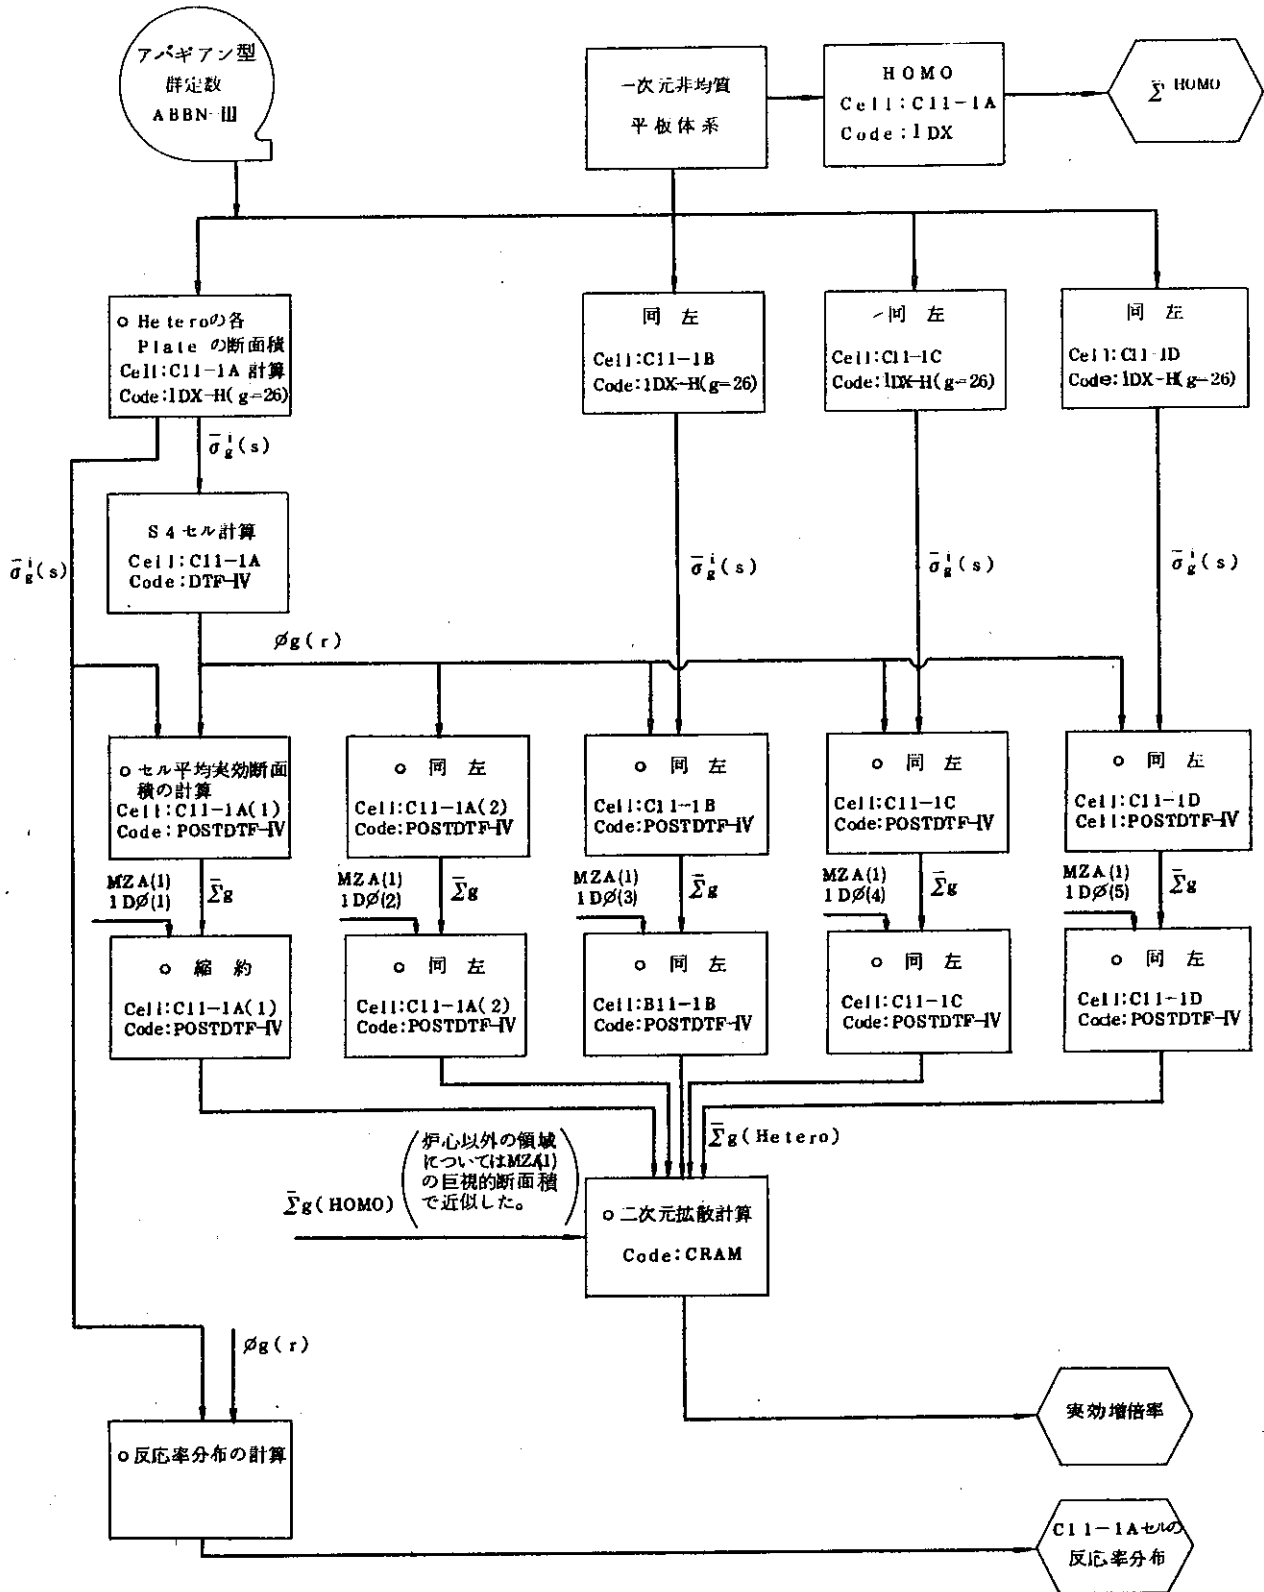 アバギアン型
群定数
ABBN-III
一次元非均質
平板体系
HOMO
Cell:C11-1A
Code:1DX
Σ̄ HOMO
○ Heteroの各
Plateの断面積
Cell:C11-1A 計算
Code:1DX-H(g=26)
同左
Cell:C11-1B
Code:1DX-H(g=26)
同左
Cell:C11-1C
Code:1DX-H(g=26)
同左
Cell:C11-1D
Code:1DX-H(g=26)
σ̄ⁱg(s)
S4セル計算
Cell:C11-1A
Code:DTF-IV
σ̄ⁱg(s)
σ̄ⁱg(s)
σ̄ⁱg(s)
σ̄ⁱg(s)
Øg(r)
○ セル平均実効断面
積の計算
Cell:C11-1A(1)
Code:POSTDTF-IV
○ 同左
Cell:C11-1A(2)
Code:POSTDTF-IV
○ 同左
Cell:C11-1B
Code:POSTDTF-IV
○ 同左
Cell:C11-1C
Code:POSTDTF-IV
○ 同左
Cell:C11-1D
Cell:POSTDTF-IV
MZA(1)
1DØ(1)
Σ̄g
MZA(1)
1DØ(2)
Σ̄g
MZA(1)
1DØ(3)
Σ̄g
MZA(1)
1DØ(4)
Σ̄g
MZA(1)
1DØ(5)
Σ̄g
○ 縮約
Cell:C11-1A(1)
Code:POSTDTF-IV
○ 同左
Cell:C11-1A(2)
Code:POSTDTF-IV
○ 同左
Cell:B11-1B
Code:POSTDTF-IV
○ 同左
Cell:C11-1C
Code:POSTDTF-IV
○ 同左
Cell:C11-1D
Code:POSTDTF-IV
Σ̄g(Hetero)
Σ̄g(HOMO)
(炉心以外の領域
についてはMZA(1)
の巨視的断面積
で近似した。)
○ 二次元拡散計算
Code:CRAM
Øg(r)
○ 反応率分布の計算
実効増倍率
C11-1Aセルの
反応率分布